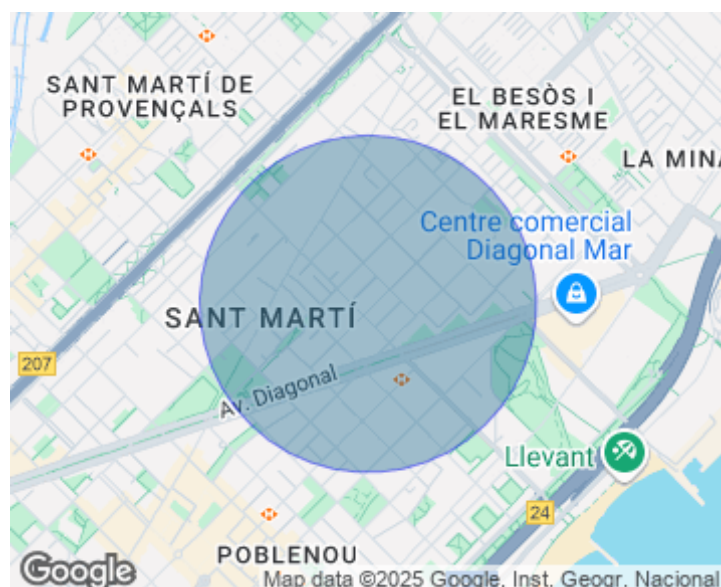 SANT MARTÍ DE
PROVENÇALS
EL BESÒS I
EL MARESME
LA MINA
Centre comercial
Diagonal Mar
SANT MARTÍ
207
Av. Diagonal
Llevant
24
POBLENOU
Google
Map data ©2025 Google, Inst. Geogr. Nacional